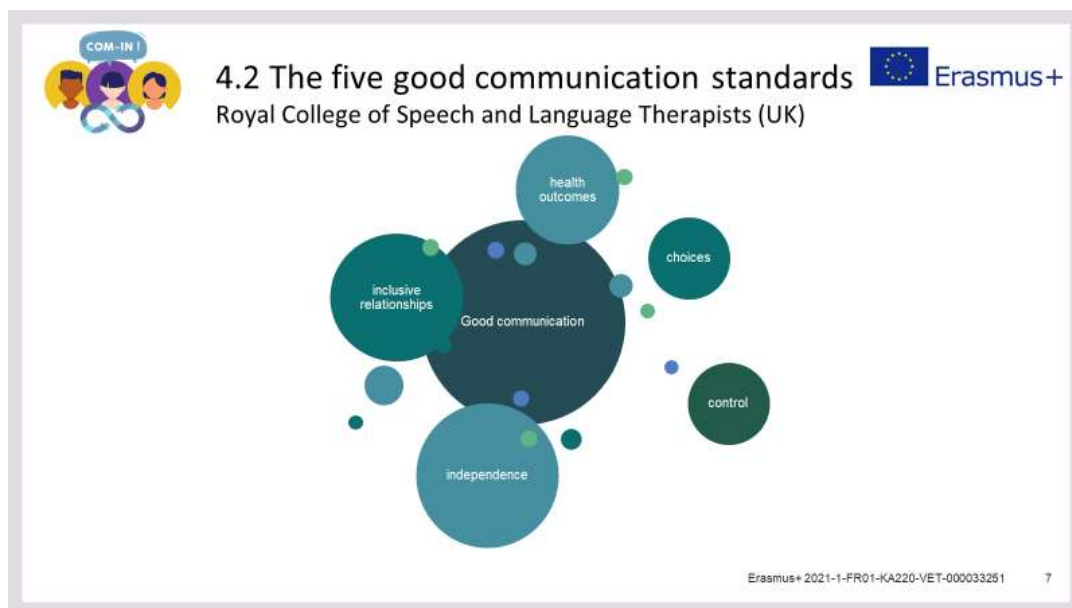 COM-IN !
4.2 The five good communication standards
Erasmus+
Royal College of Speech and Language Therapists (UK)
health
outcomes
choices
inclusive
relationships
Good communication
control
independence
Erasmus+ 2021-1-FR01-KA220-VET-000033251
7